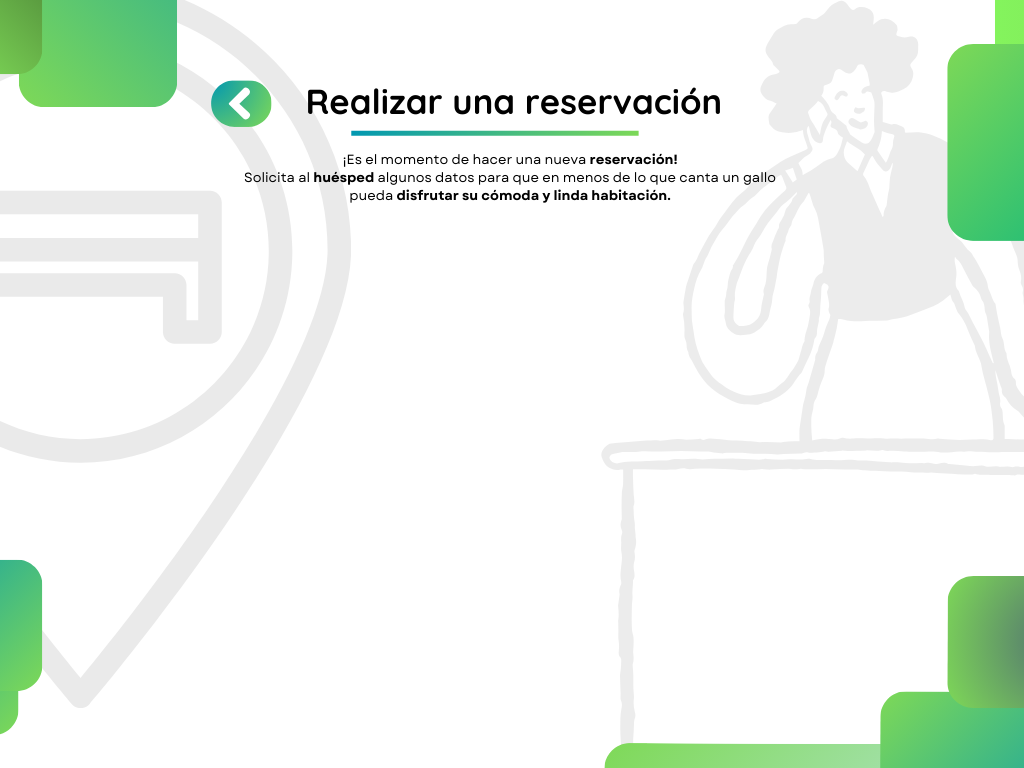 Realizar una reservación
¡Es el momento de hacer una nueva reservación!
Solicita al huésped algunos datos para que en menos de lo que canta un gallo
pueda disfrutar su cómoda y linda habitación.